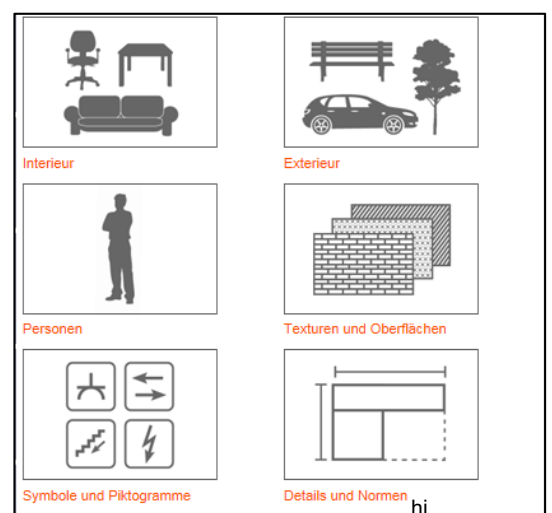 Interieur
Exterieur
Personen
Texturen und Oberflächen
Symbole und Piktogramme
Details und Normen
hi